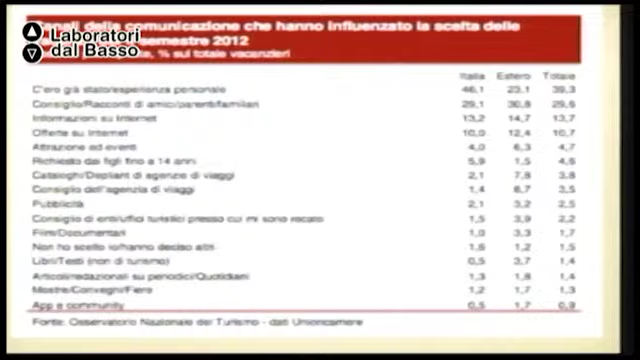 Canali della comunicazione che hanno influenzato la scelta delle
semestre 2012
% sul totale vacanzieri
Laboratori
dal Basso
Italia Estero Totale
C'ero già stato/esperienza personale 46,1 23,1 39,3
Consiglio/Racconti di amici/parenti/familiari 29,1 30,8 29,6
Informazioni su Internet 13,2 14,7 13,7
Offerte su Internet 10,0 12,4 10,7
Attrazione ed eventi 4,0 6,3 4,7
Richiesto dai figli fino a 14 anni 5,9 1,5 4,6
Cataloghi/Depliant di agenzie di viaggi 2,1 7,8 3,8
Consiglio dell'agenzia di viaggi 1,4 8,7 3,5
Pubblicità 2,1 3,2 2,5
Consiglio di enti/uffici turistici presso cui mi sono recato 1,5 3,9 2,2
Film/Documentari 1,0 3,3 1,7
Non ho scelto io/hanno deciso altri 1,6 1,2 1,5
Libri/Testi (non di turismo) 0,5 3,7 1,4
Articoli/redazionali su periodici/Quotidiani 1,3 1,8 1,4
Mostre/Convegni/Fiere 1,2 1,7 1,3
App e community 0,5 1,7 0,9
Fonte: Osservatorio Nazionale del Turismo - dati Unioncamere